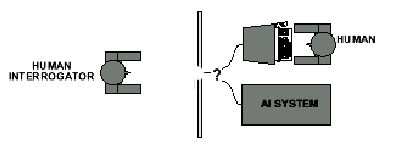 HUMAN
INTERROGATOR
?
HUMAN
AI SYSTEM